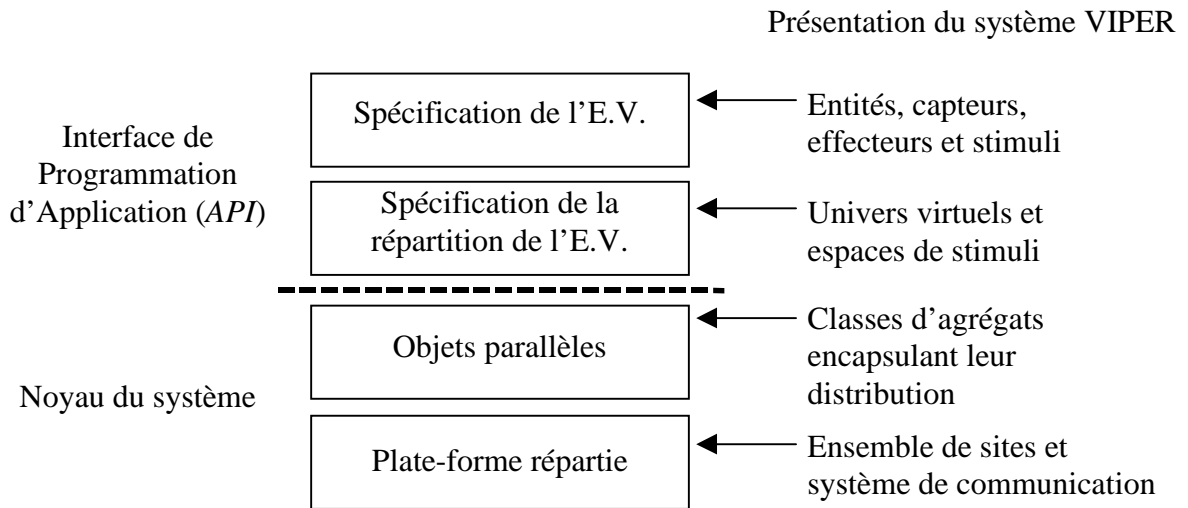 Présentation du système VIPER
Interface de
Programmation
d’Application (API)
Spécification de l’E.V.
Entités, capteurs,
effecteurs et stimuli
Spécification de la
répartition de l’E.V.
Univers virtuels et
espaces de stimuli
Noyau du système
Objets parallèles
Classes d’agrégats
encapsulant leur
distribution
Plate-forme répartie
Ensemble de sites et
système de communication